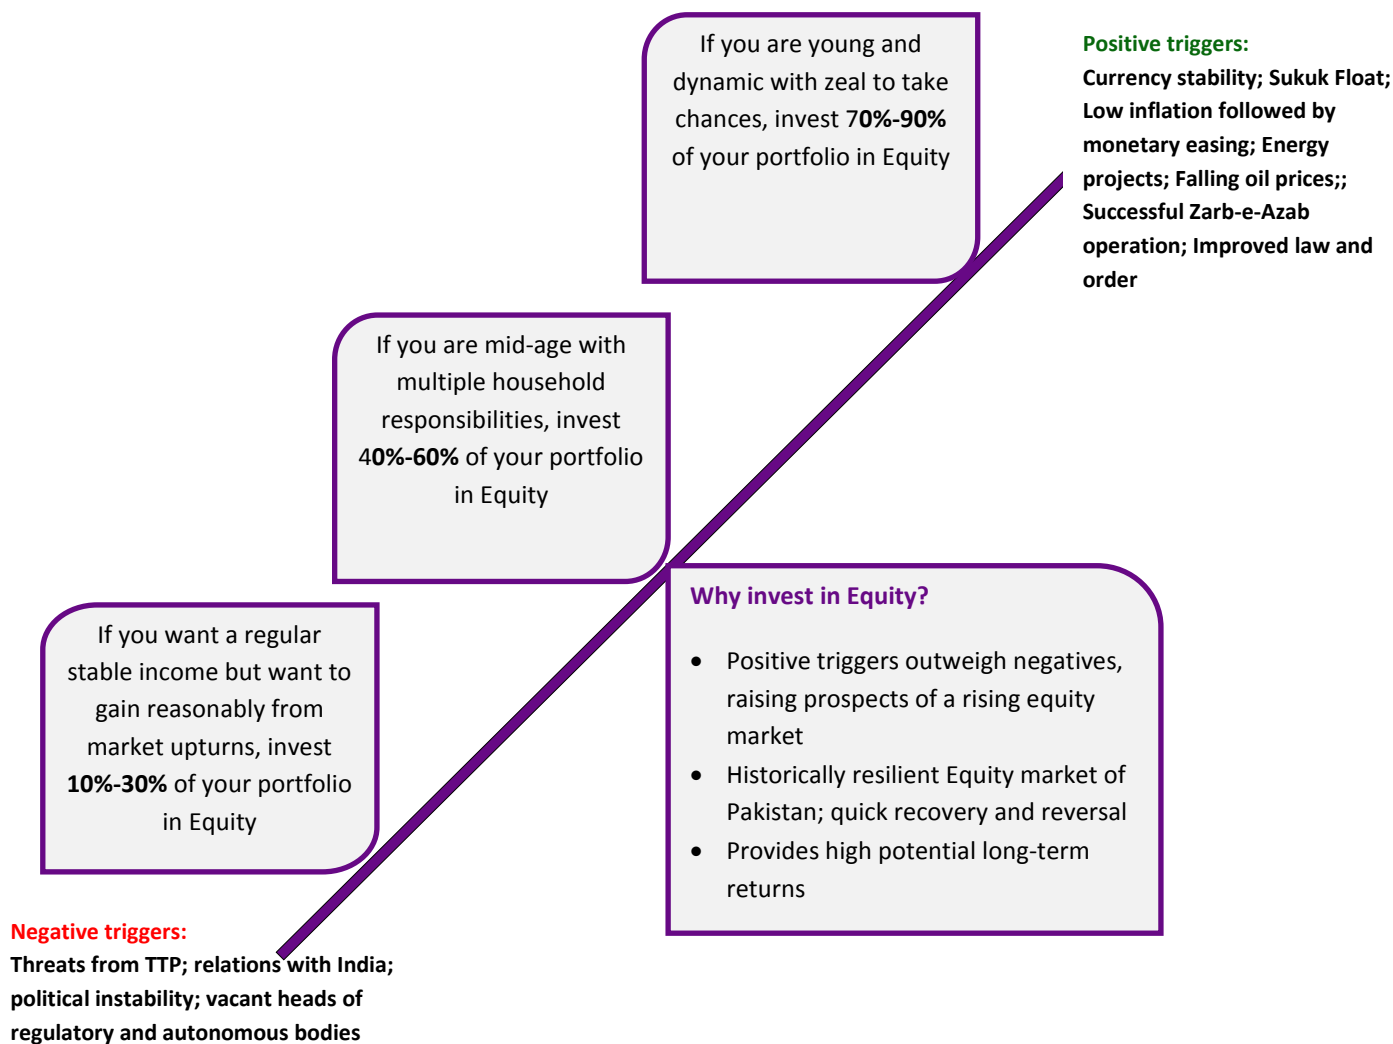 If you are young and
dynamic with zeal to take
chances, invest 70%-90%
of your portfolio in Equity
Positive triggers:
Currency stability; Sukuk Float;
Low inflation followed by
monetary easing; Energy
projects; Falling oil prices;;
Successful Zarb-e-Azab
operation; Improved law and
order
If you are mid-age with
multiple household
responsibilities, invest
40%-60% of your portfolio
in Equity
If you want a regular
stable income but want to
gain reasonably from
market upturns, invest
10%-30% of your portfolio
in Equity
Why invest in Equity?
• Positive triggers outweigh negatives,
raising prospects of a rising equity
market
• Historically resilient Equity market of
Pakistan; quick recovery and reversal
• Provides high potential long-term
returns
Negative triggers:
Threats from TTP; relations with India;
political instability; vacant heads of
regulatory and autonomous bodies